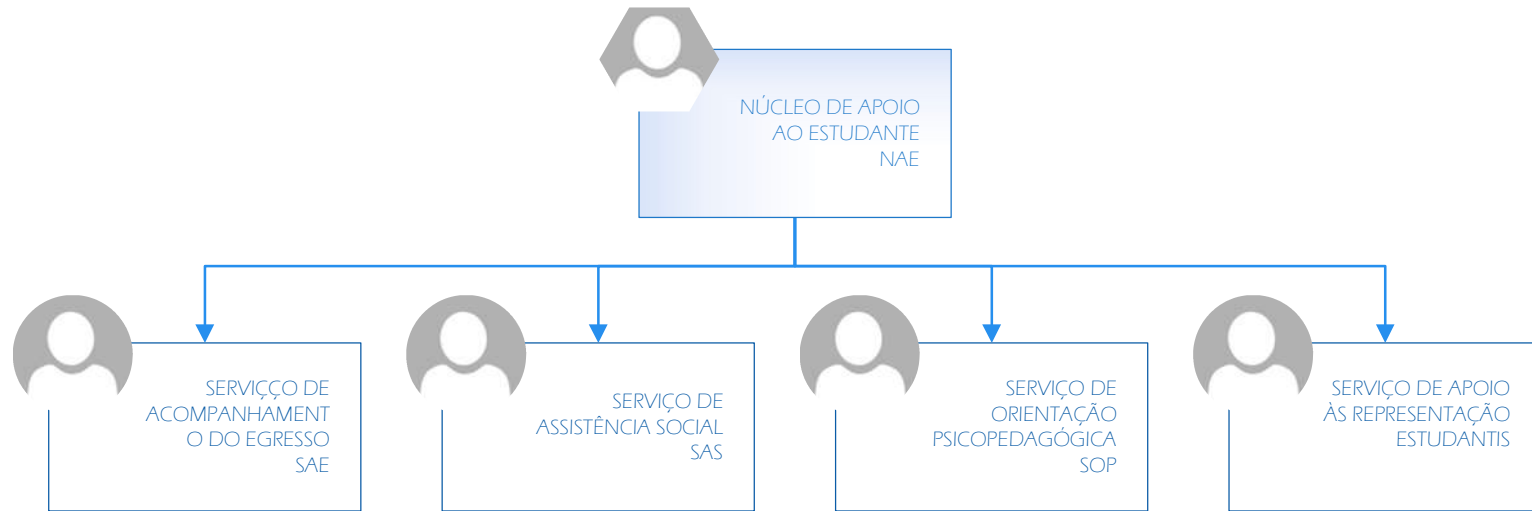 NÚCLEO DE APOIO
AO ESTUDANTE
NAE
SERVIÇÇO DE
ACOMPANHAMENT
O DO EGRESSO
SAE
SERVIÇO DE
ASSISTÊNCIA SOCIAL
SAS
SERVIÇO DE
ORIENTAÇÃO
PSICOPEDAGÓGICA
SOP
SERVIÇO DE APOIO
ÀS REPRESENTAÇÃO
ESTUDANTIS